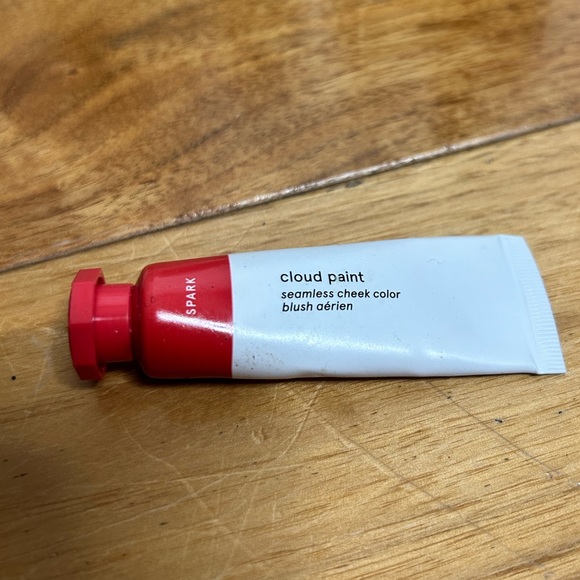 SPARK
cloud paint
seamless cheek color
blush aérien